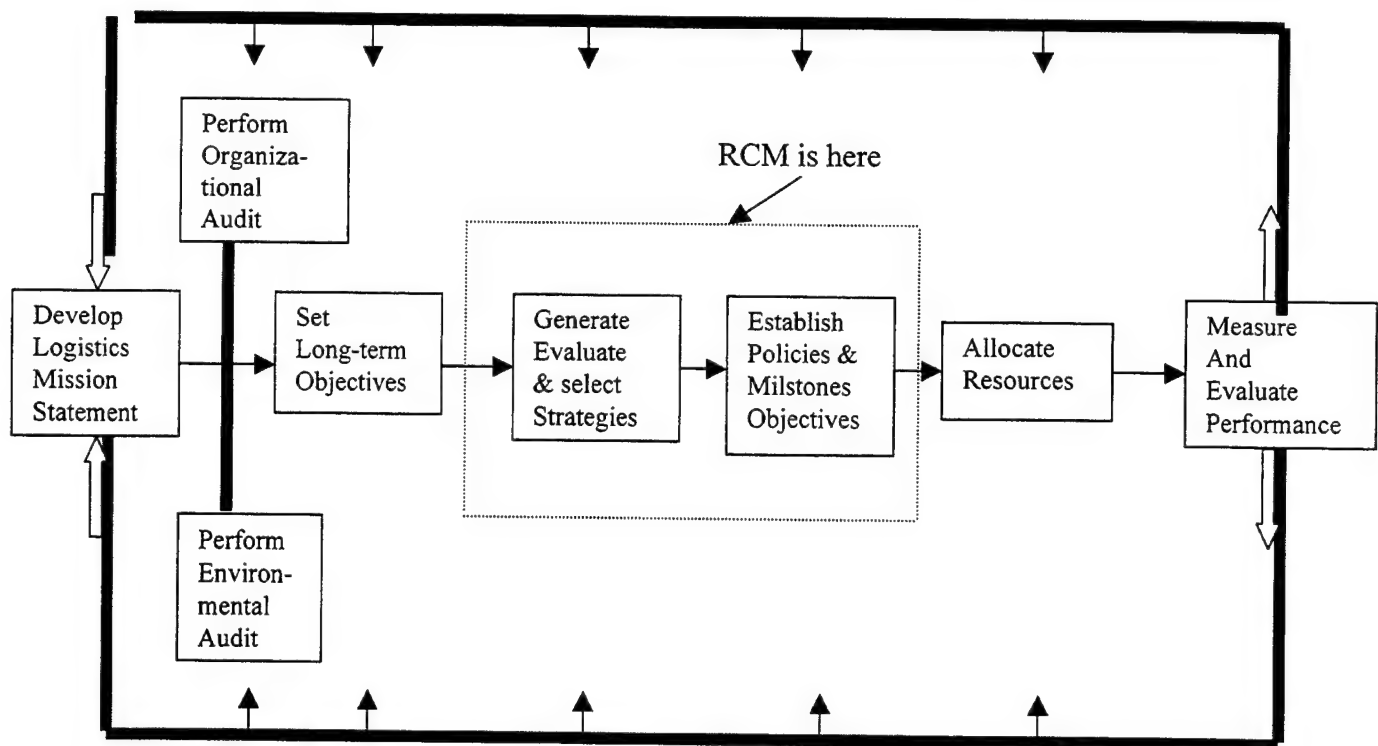 Perform
Organiza-
tional
Audit
RCM is here
Develop
Logistics
Mission
Statement
Set
Long-term
Objectives
Generate
Evaluate
& select
Strategies
Establish
Policies &
Milstones
Objectives
Allocate
Resources
Measure
And
Evaluate
Performance
Perform
Environ-
mental
Audit